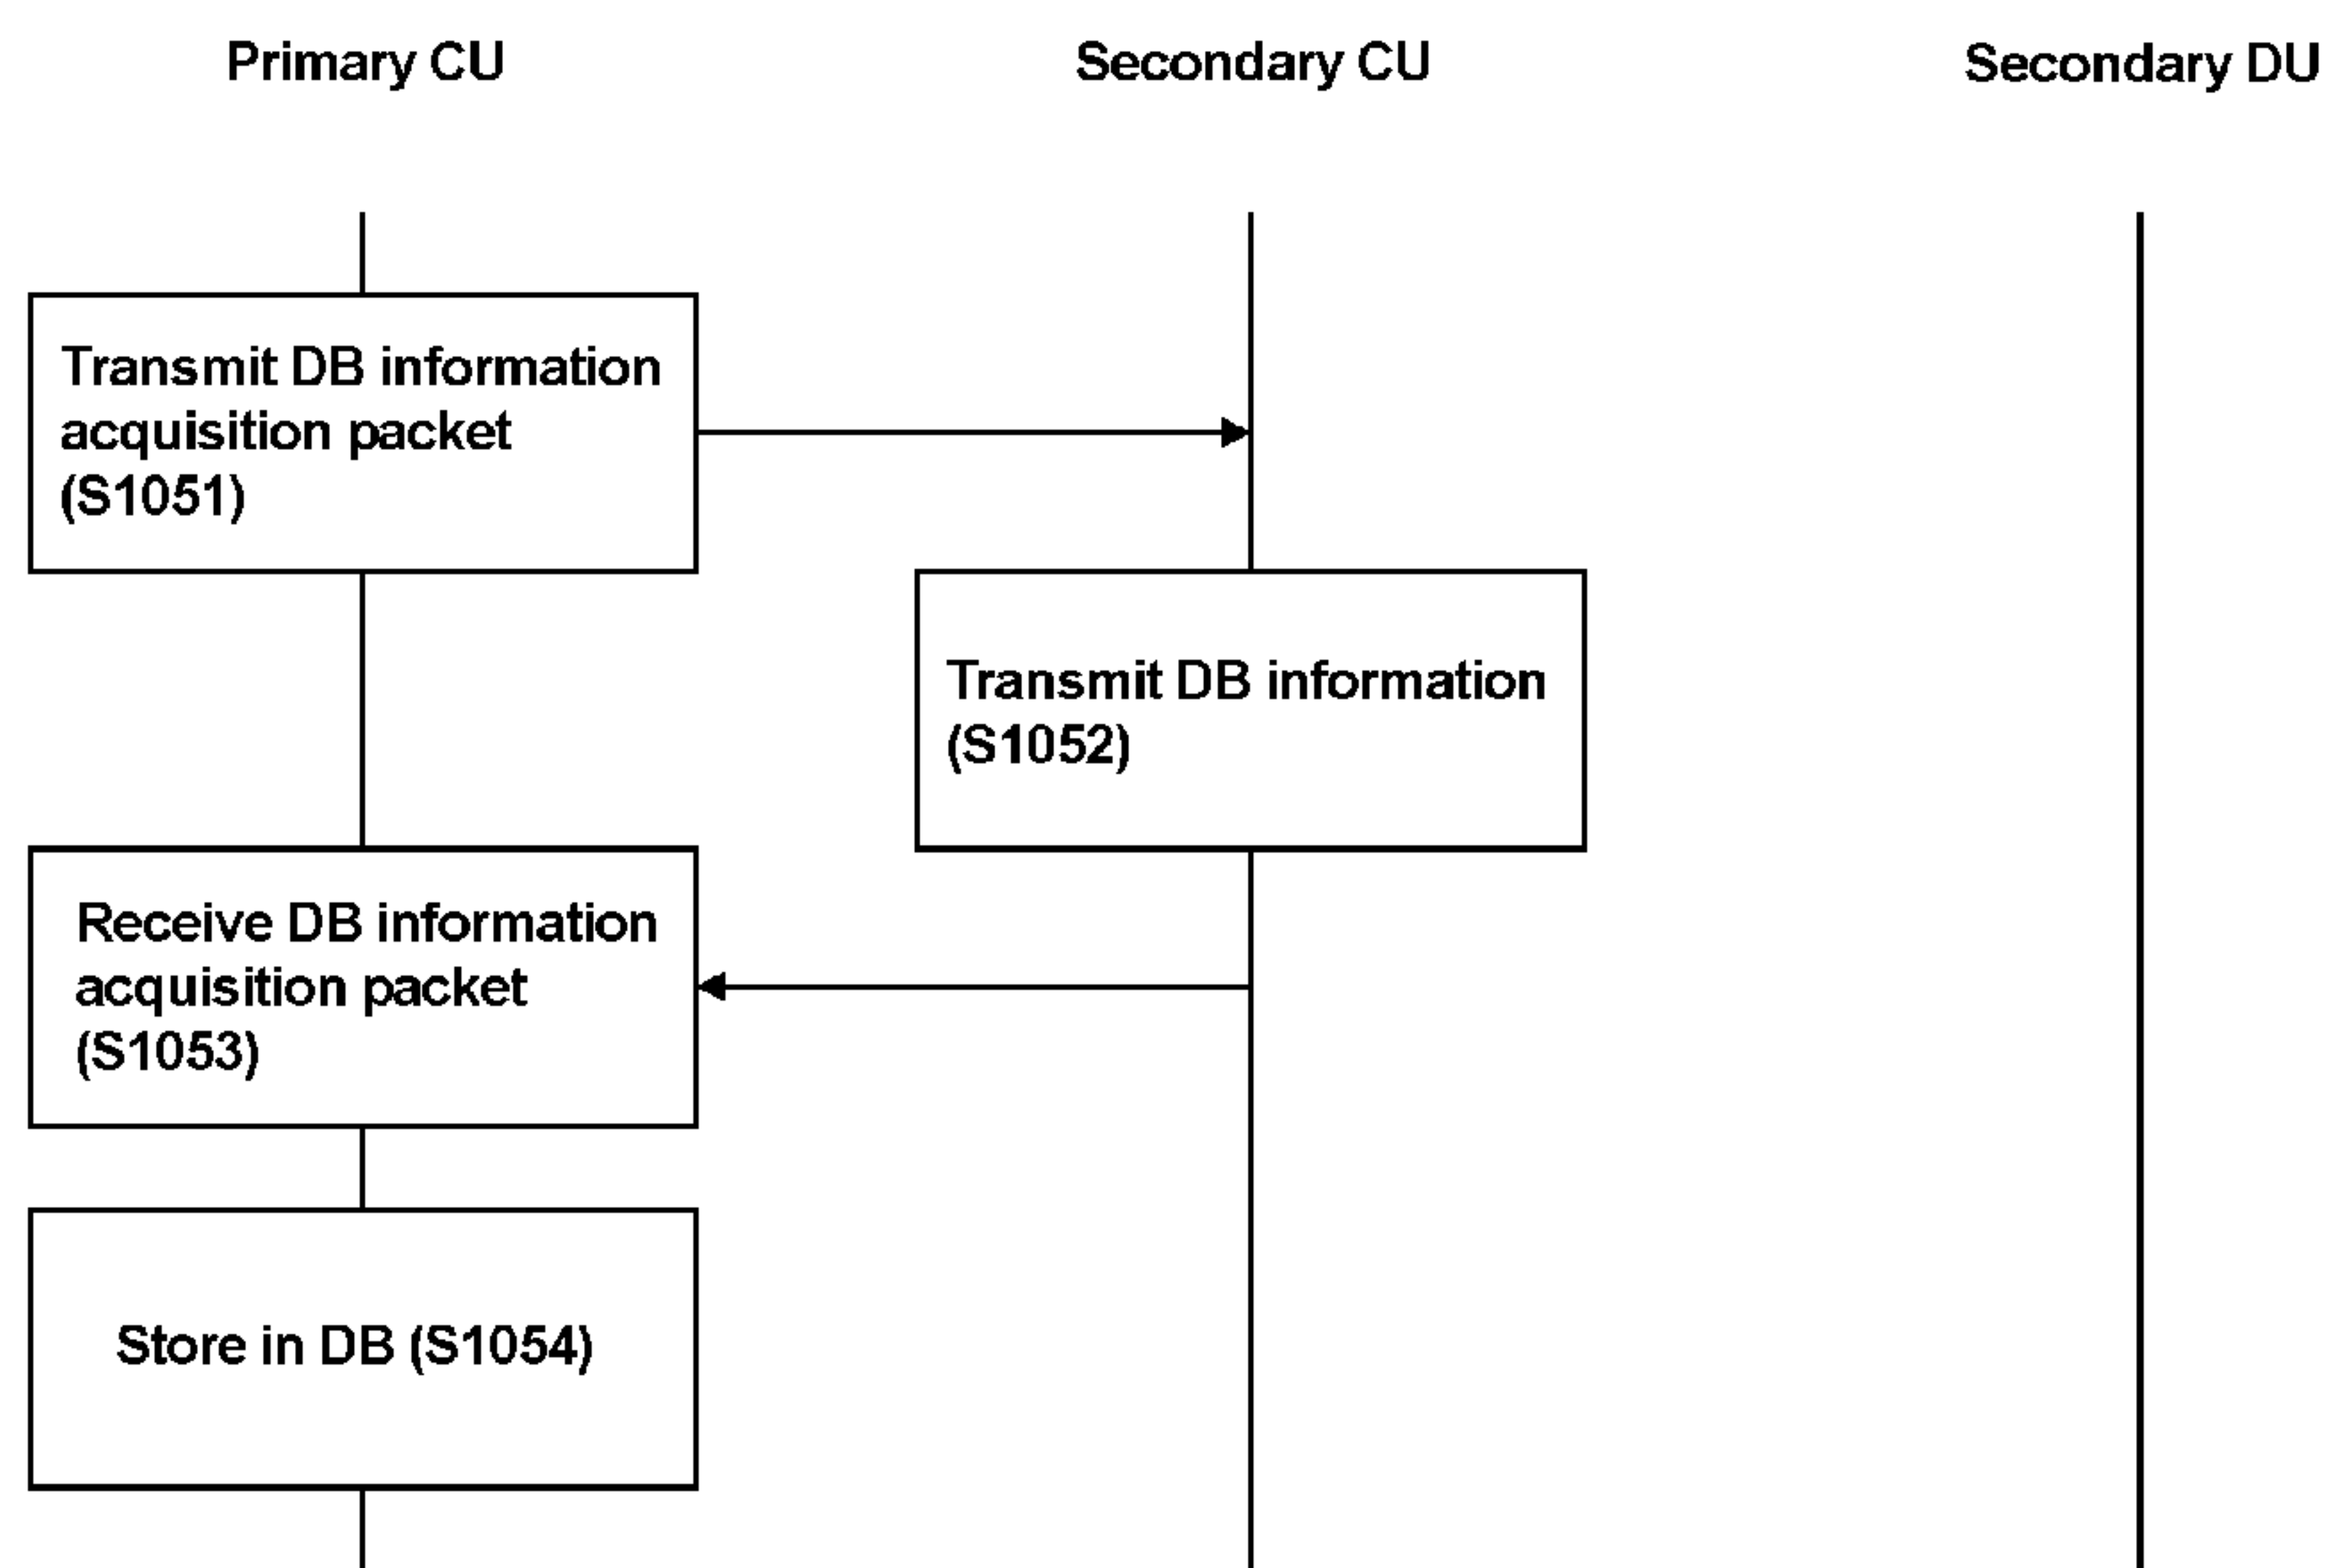 Primary CU
Secondary CU
Secondary DU
Transmit DB information
acquisition packet
(S1051)
Transmit DB information
(S1052)
Receive DB information
acquisition packet
(S1053)
Store in DB (S1054)